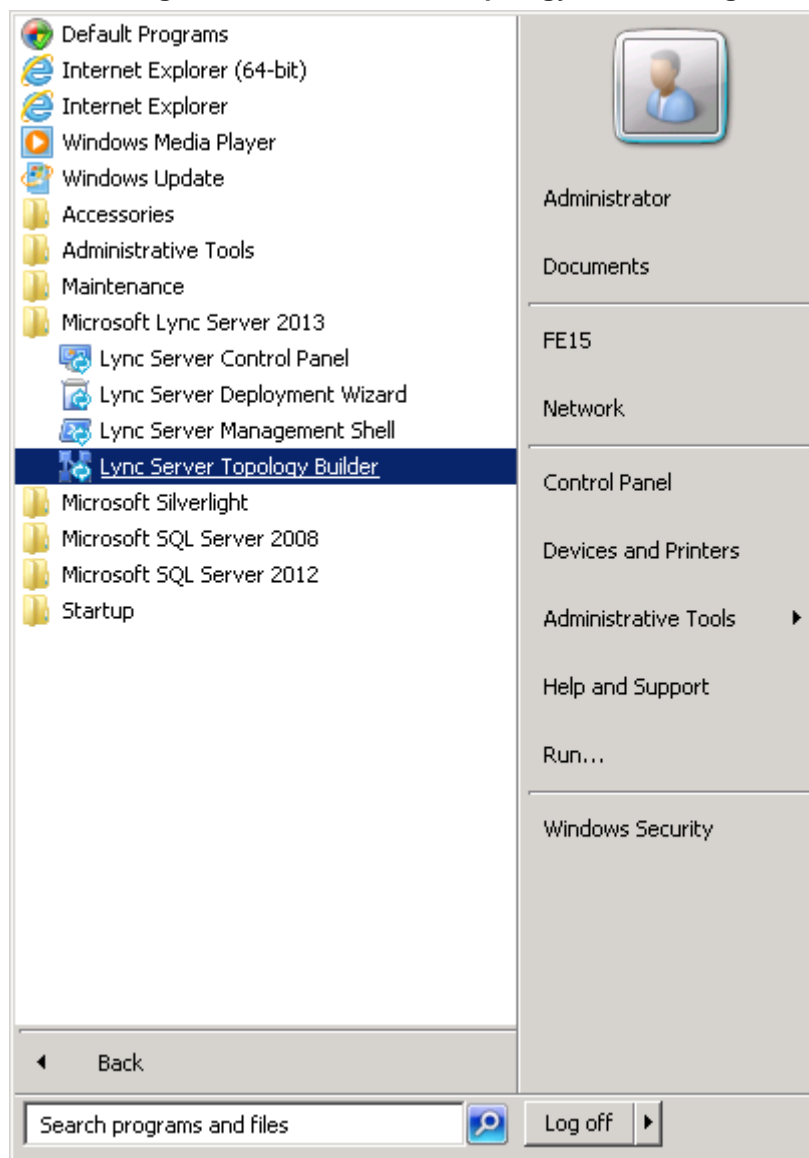 Default Programs
Internet Explorer (64-bit)
Internet Explorer
Windows Media Player
Windows Update
Accessories
Administrative Tools
Maintenance
Microsoft Lync Server 2013
Lync Server Control Panel
Lync Server Deployment Wizard
Lync Server Management Shell
Lync Server Topology Builder
Microsoft Silverlight
Microsoft SQL Server 2008
Microsoft SQL Server 2012
Startup
Back
Search programs and files
Administrator
Documents
FE15
Network
Control Panel
Devices and Printers
Administrative Tools
Help and Support
Run...
Windows Security
Log off